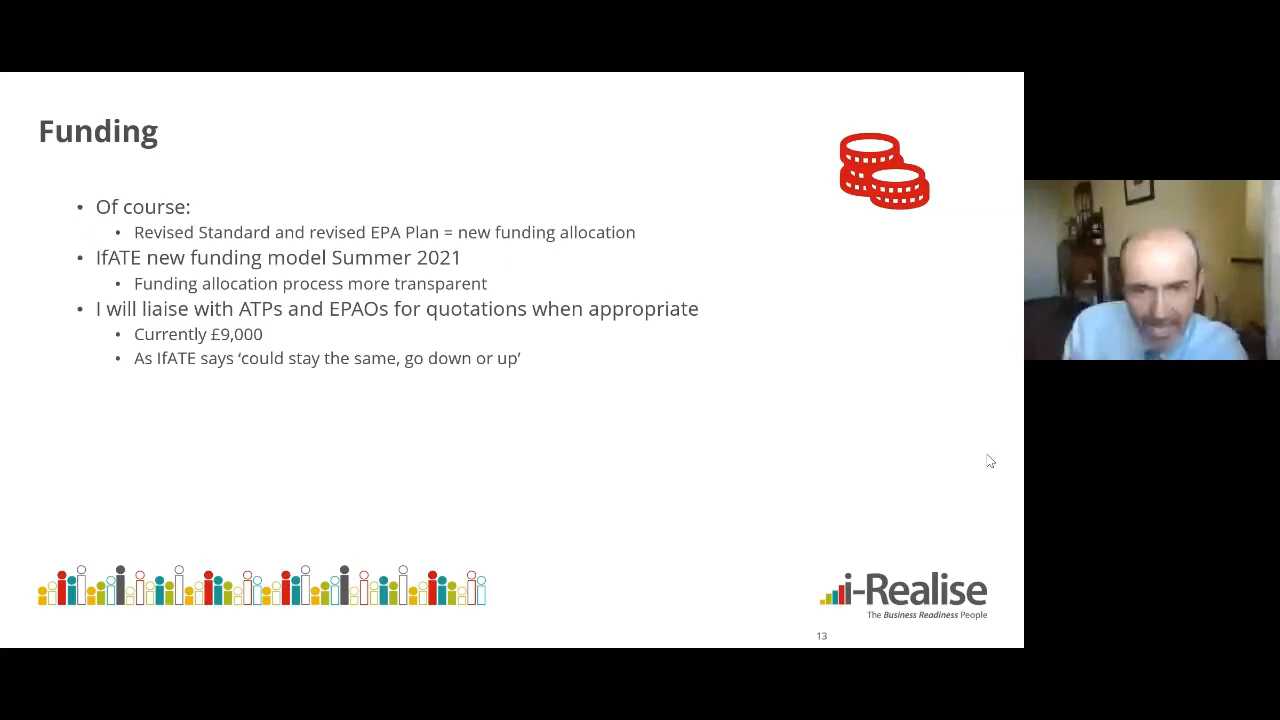 Funding
• Of course:
• Revised Standard and revised EPA Plan = new funding allocation
• IfATE new funding model Summer 2021
• Funding allocation process more transparent
• I will liaise with ATPs and EPAOs for quotations when appropriate
• Currently £9,000
• As IfATE says ‘could stay the same, go down or up’
i-Realise
The Business Readiness People
13